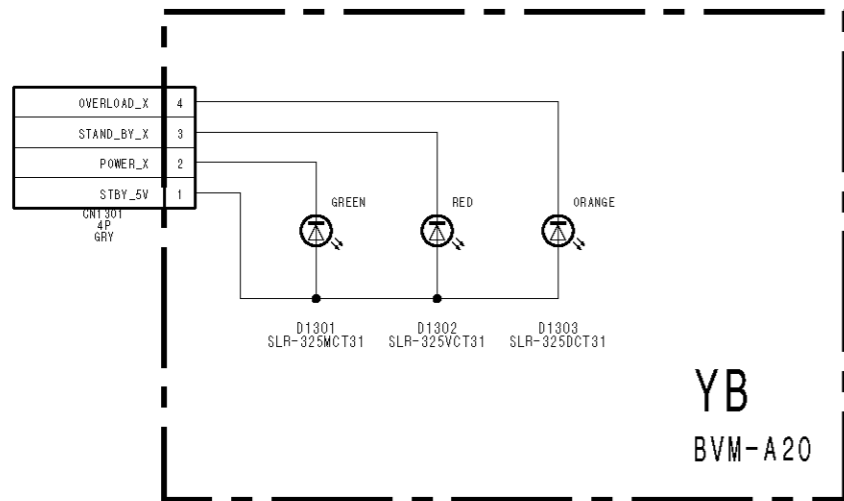 OVERLOAD_X 4
STAND_BY_X 3
POWER_X 2
STBY_5V 1
CN1301
4P
GRY
GREEN
RED
ORANGE
D1301
SLR-325MCT31
D1302
SLR-325VCT31
D1303
SLR-325DCT31
YB
BVM-A20